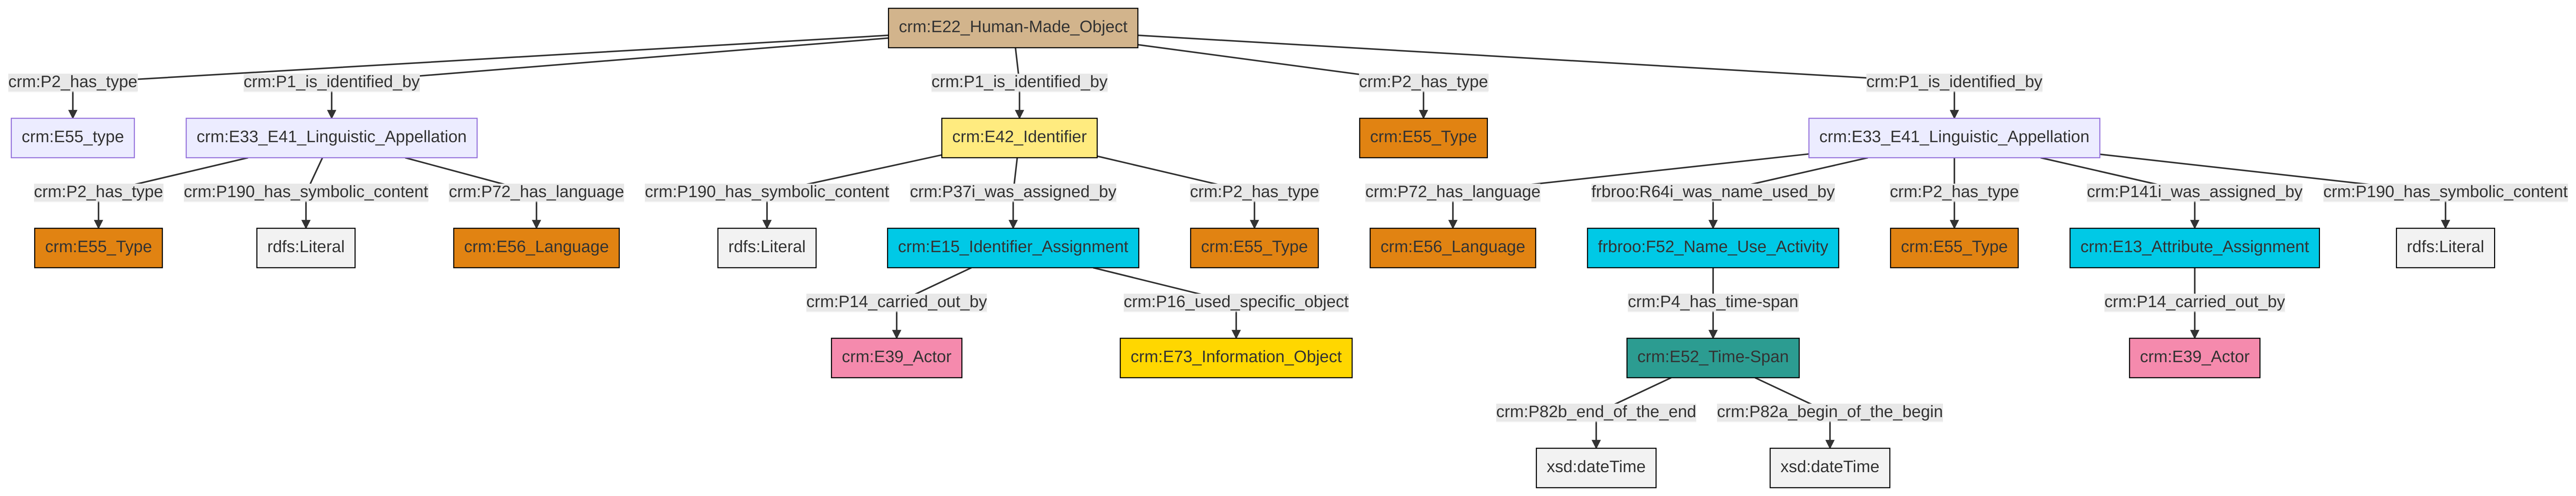 crm:E22_Human-Made_Object
crm:P2_has_type
crm:P1_is_identified_by
crm:P1_is_identified_by
crm:P2_has_type
crm:P1_is_identified_by
crm:E55_type
crm:E33_E41_Linguistic_Appellation
crm:E42_Identifier
crm:E55_Type
crm:E33_E41_Linguistic_Appellation
crm:P2_has_type
crm:P190_has_symbolic_content
crm:P72_has_language
crm:P190_has_symbolic_content
crm:P37i_was_assigned_by
crm:P2_has_type
crm:P72_has_language
frbroo:R64i_was_name_used_by
crm:P2_has_type
crm:P141i_was_assigned_by
crm:P190_has_symbolic_content
crm:E55_Type
rdfs:Literal
crm:E56_Language
rdfs:Literal
crm:E15_Identifier_Assignment
crm:E55_Type
crm:E56_Language
frbroo:F52_Name_Use_Activity
crm:E55_Type
crm:E13_Attribute_Assignment
rdfs:Literal
crm:P14_carried_out_by
crm:P16_used_specific_object
crm:P4_has_time-span
crm:P14_carried_out_by
crm:E39_Actor
crm:E73_Information_Object
crm:E52_Time-Span
crm:E39_Actor
crm:P82b_end_of_the_end
crm:P82a_begin_of_the_begin
xsd:dateTime
xsd:dateTime